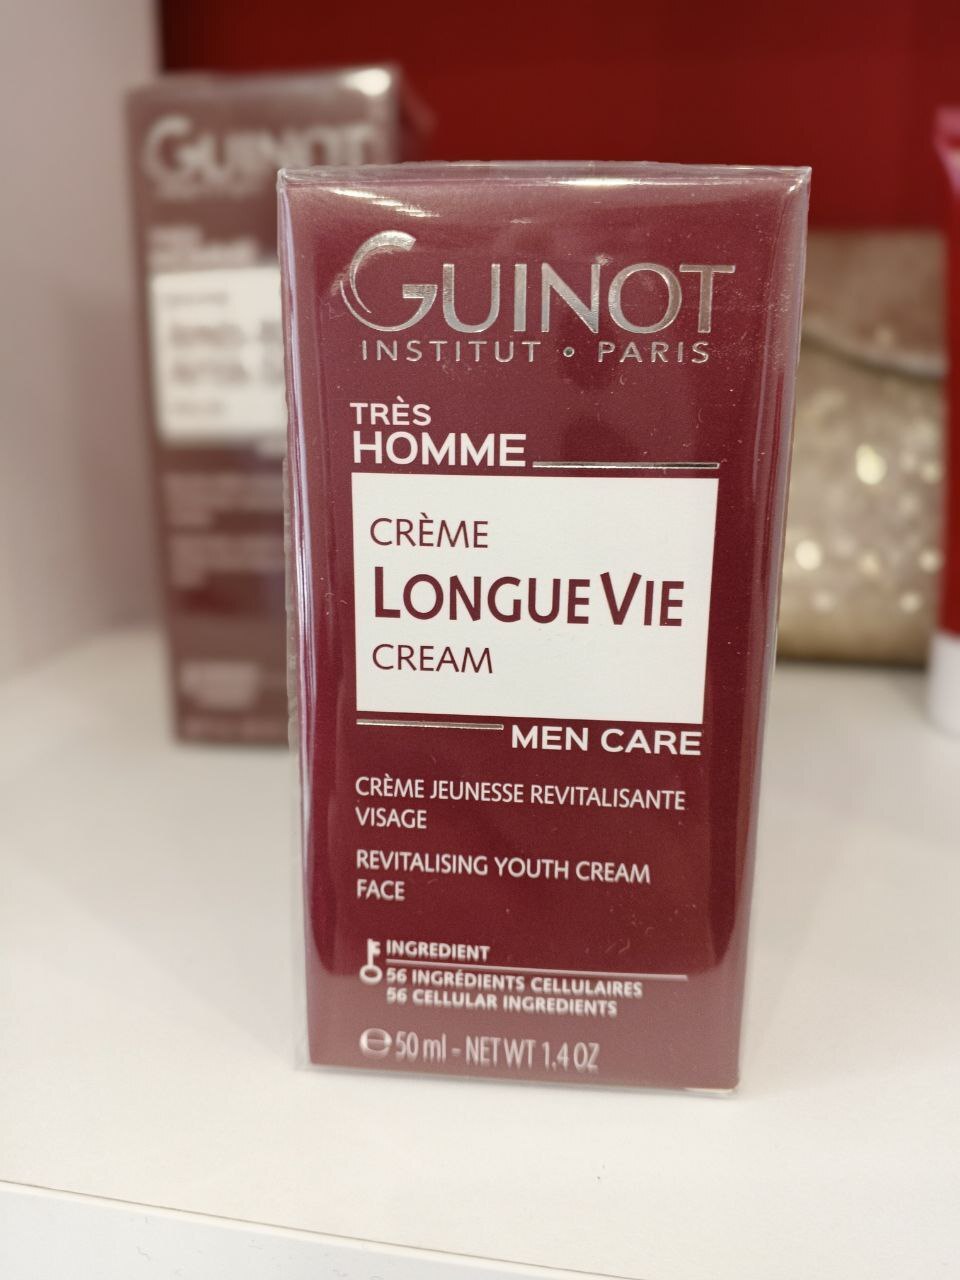 GUINOT
INSTITUT
GUINOT
INSTITUT • PARIS
TRÈS
HOMME
CRÈME
LONGUE VIE
CREAM
MEN CARE
CRÈME JEUNESSE REVITALISANTE
VISAGE
REVITALISING YOUTH CREAM
FACE
INGREDIENT
56 INGRÉDIENTS CELLULAIRES
56 CELLULAR INGREDIENTS
℮ 50 ml - NET WT 1.4 OZ